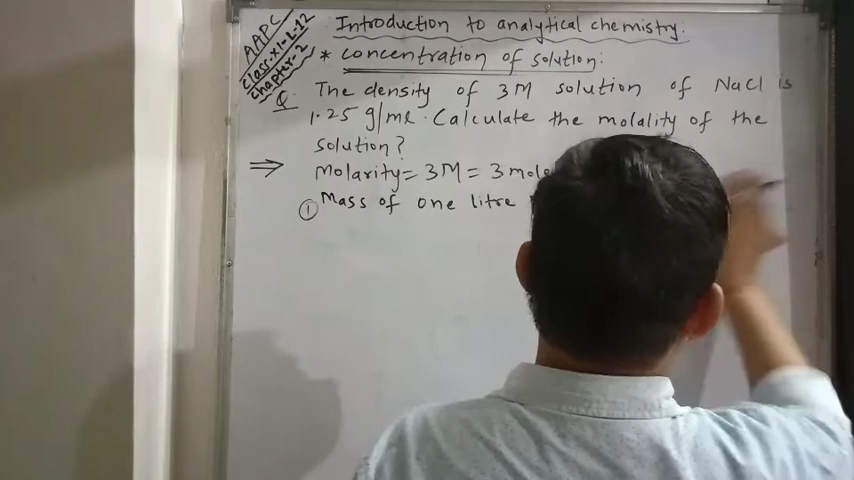 AAPC
Class-XI-L-12
Chapter-2
Introduction to analytical chemistry:
* concentration of solution:
Q. The density of 3M solution of NaCl is
1.25 g/ml. Calculate the molality of the
solution?
⇒ Molarity = 3M = 3 mole
① Mass of one litre